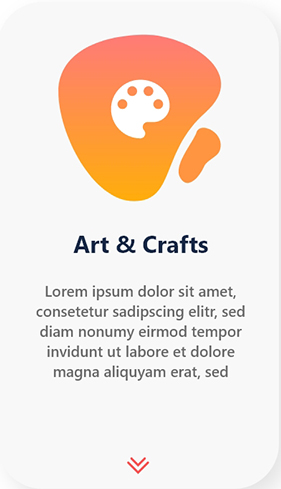 Art & Crafts
Lorem ipsum dolor sit amet,
consetetur sadipscing elitr, sed
diam nonumy eirmod tempor
invidunt ut labore et dolore
magna aliquyam erat, sed